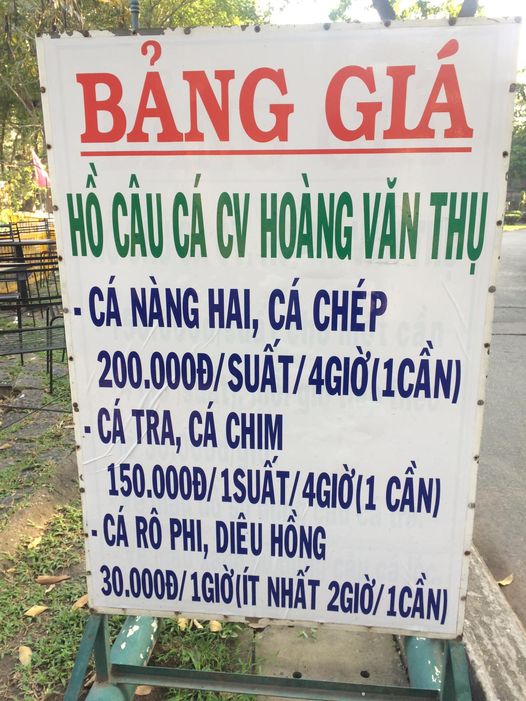 BẢNG GIÁ
HỒ CÂU CÁ CV HOÀNG VĂN THỤ
- CÁ NÀNG HAI, CÁ CHÉP
200.000Đ/SUẤT/4GIỜ(1CẦN)
- CÁ TRA, CÁ CHIM
150.000Đ/1SUẤT/4GIỜ(1 CẦN)
- CÁ RÔ PHI, DIÊU HỒNG
30.000Đ/1GIỜ(ÍT NHẤT 2GIỜ/1CẦN)